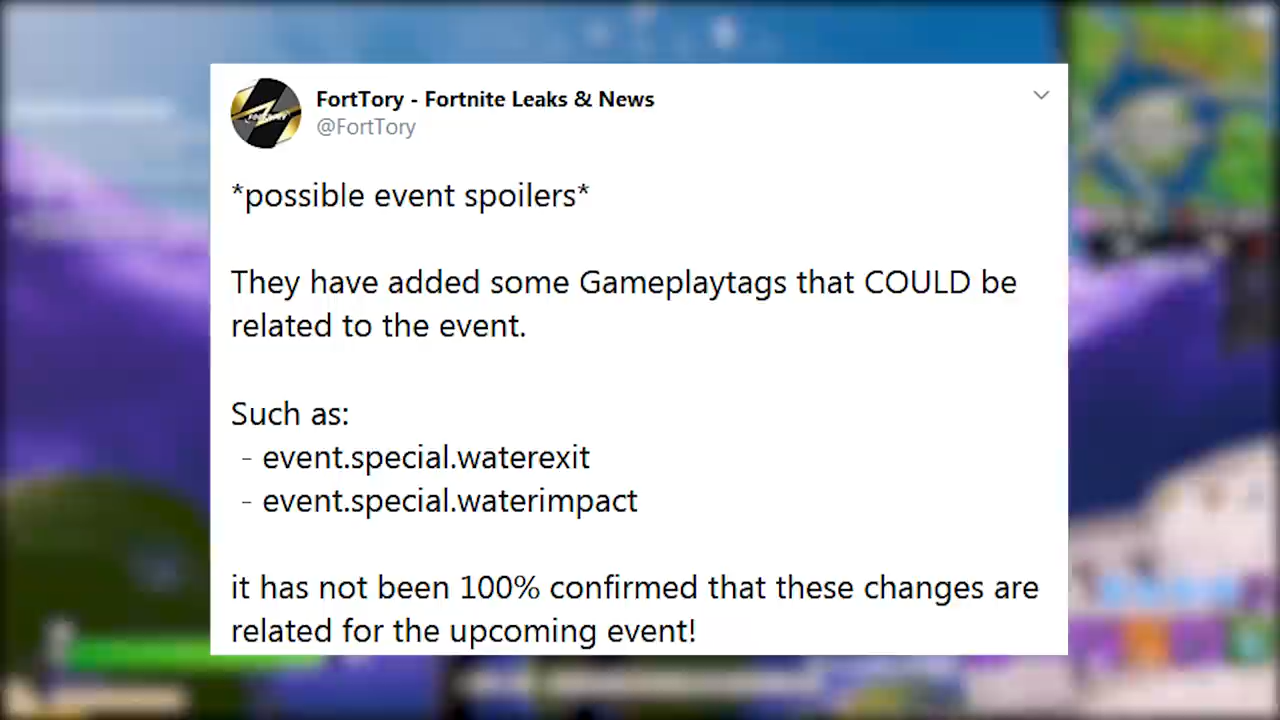 FortTory - Fortnite Leaks & News
@FortTory
*possible event spoilers*
They have added some Gameplaytags that COULD be
related to the event.
Such as:
- event.special.waterexit
- event.special.waterimpact
it has not been 100% confirmed that these changes are
related for the upcoming event!